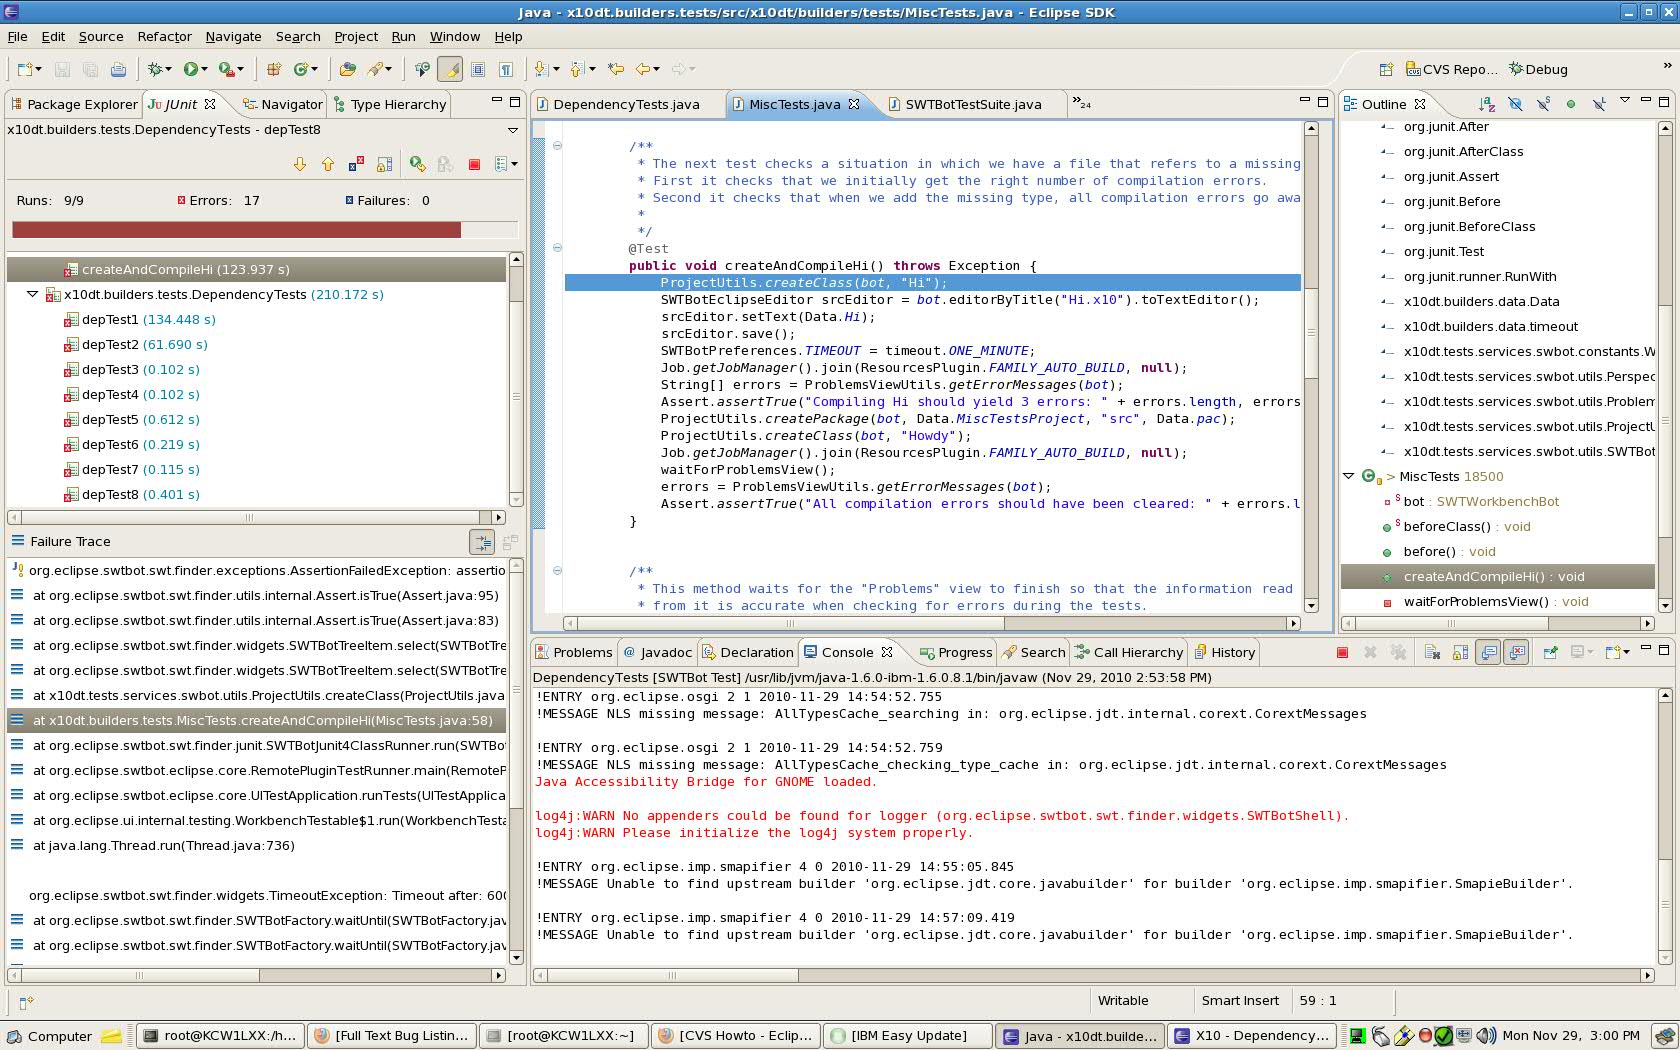 Java - x10dt.builders.tests/src/x10dt/builders/tests/MiscTests.java - Eclipse SDK
File Edit Source Refactor Navigate Search Project Run Window Help
CVS Repo... Debug »
Package Explorer JUnit Navigator Type Hierarchy
x10dt.builders.tests.DependencyTests - depTest8
Runs: 9/9 Errors: 17 Failures: 0
createAndCompileHi (123.937 s)
x10dt.builders.tests.DependencyTests (210.172 s)
depTest1 (134.448 s)
depTest2 (61.690 s)
depTest3 (0.102 s)
depTest4 (0.102 s)
depTest5 (0.612 s)
depTest6 (0.219 s)
depTest7 (0.115 s)
depTest8 (0.401 s)
Failure Trace
org.eclipse.swtbot.swt.finder.exceptions.AssertionFailedException: assertio
at org.eclipse.swtbot.swt.finder.utils.internal.Assert.isTrue(Assert.java:95)
at org.eclipse.swtbot.swt.finder.utils.internal.Assert.isTrue(Assert.java:83)
at org.eclipse.swtbot.swt.finder.widgets.SWTBotTreeItem.select(SWTBotTre
at org.eclipse.swtbot.swt.finder.widgets.SWTBotTreeItem.select(SWTBotTre
at x10dt.tests.services.swbot.utils.ProjectUtils.createClass(ProjectUtils.java
at x10dt.builders.tests.MiscTests.createAndCompileHi(MiscTests.java:58)
at org.eclipse.swtbot.swt.finder.junit.SWTBotJunit4ClassRunner.run(SWTBo
at org.eclipse.swtbot.eclipse.core.RemotePluginTestRunner.main(RemoteP
at org.eclipse.swtbot.eclipse.core.UITestApplication.runTests(UITestApplica
at org.eclipse.ui.internal.testing.WorkbenchTestable$1.run(WorkbenchTesta
at java.lang.Thread.run(Thread.java:736)
org.eclipse.swtbot.swt.finder.widgets.TimeoutException: Timeout after: 600
at org.eclipse.swtbot.swt.finder.SWTBotFactory.waitUntil(SWTBotFactory.jav
at org.eclipse.swtbot.swt.finder.SWTBotFactory.waitUntil(SWTBotFactory.jav
DependencyTests.java MiscTests.java SWTBotTestSuite.java »24
/**
* The next test checks a situation in which we have a file that refers to a missing
* First it checks that we initially get the right number of compilation errors.
* Second it checks that when we add the missing type, all compilation errors go awa
*
*/
@Test
public void createAndCompileHi() throws Exception {
ProjectUtils.createClass(bot, "Hi");
SWTBotEclipseEditor srcEditor = bot.editorByTitle("Hi.x10").toTextEditor();
srcEditor.setText(Data.Hi);
srcEditor.save();
SWTBotPreferences.TIMEOUT = timeout.ONE_MINUTE;
Job.getJobManager().join(ResourcesPlugin.FAMILY_AUTO_BUILD, null);
String[] errors = ProblemsViewUtils.getErrorMessages(bot);
Assert.assertTrue("Compiling Hi should yield 3 errors: " + errors.length, errors
ProjectUtils.createPackage(bot, Data.MiscTestsProject, "src", Data.pac);
ProjectUtils.createClass(bot, "Howdy");
Job.getJobManager().join(ResourcesPlugin.FAMILY_AUTO_BUILD, null);
waitForProblemsView();
errors = ProblemsViewUtils.getErrorMessages(bot);
Assert.assertTrue("All compilation errors should have been cleared: " + errors.l
}
/**
* This method waits for the "Problems" view to finish so that the information read
* from it is accurate when checking for errors during the tests.
Outline
org.junit.After
org.junit.AfterClass
org.junit.Assert
org.junit.Before
org.junit.BeforeClass
org.junit.Test
org.junit.runner.RunWith
x10dt.builders.data.Data
x10dt.builders.data.timeout
x10dt.tests.services.swbot.constants.W
x10dt.tests.services.swbot.utils.Perspec
x10dt.tests.services.swbot.utils.Problem
x10dt.tests.services.swbot.utils.ProjectU
x10dt.tests.services.swbot.utils.SWTBot
> MiscTests 18500
bot : SWTWorkbenchBot
beforeClass() : void
before() : void
createAndCompileHi() : void
waitForProblemsView() : void
Problems Javadoc Declaration Console Progress Search Call Hierarchy History
DependencyTests [SWTBot Test] /usr/lib/jvm/java-1.6.0-ibm-1.6.0.8.1/bin/javaw (Nov 29, 2010 2:53:58 PM)
!ENTRY org.eclipse.osgi 2 1 2010-11-29 14:54:52.755
!MESSAGE NLS missing message: AllTypesCache_searching in: org.eclipse.jdt.internal.corext.CorextMessages
!ENTRY org.eclipse.osgi 2 1 2010-11-29 14:54:52.759
!MESSAGE NLS missing message: AllTypesCache_checking_type_cache in: org.eclipse.jdt.internal.corext.CorextMessages
Java Accessibility Bridge for GNOME loaded.
log4j:WARN No appenders could be found for logger (org.eclipse.swtbot.swt.finder.widgets.SWTBotShell).
log4j:WARN Please initialize the log4j system properly.
!ENTRY org.eclipse.imp.smapifier 4 0 2010-11-29 14:55:05.845
!MESSAGE Unable to find upstream builder 'org.eclipse.jdt.core.javabuilder' for builder 'org.eclipse.imp.smapifier.SmapieBuilder'.
!ENTRY org.eclipse.imp.smapifier 4 0 2010-11-29 14:57:09.419
!MESSAGE Unable to find upstream builder 'org.eclipse.jdt.core.javabuilder' for builder 'org.eclipse.imp.smapifier.SmapieBuilder'.
Writable Smart Insert 59 : 1
Computer root@KCW1LXX:/h... [Full Text Bug Listin... [root@KCW1LXX:~] [CVS Howto - Eclip... [IBM Easy Update] Java - x10dt.builde... X10 - Dependency... Mon Nov 29, 3:00 PM